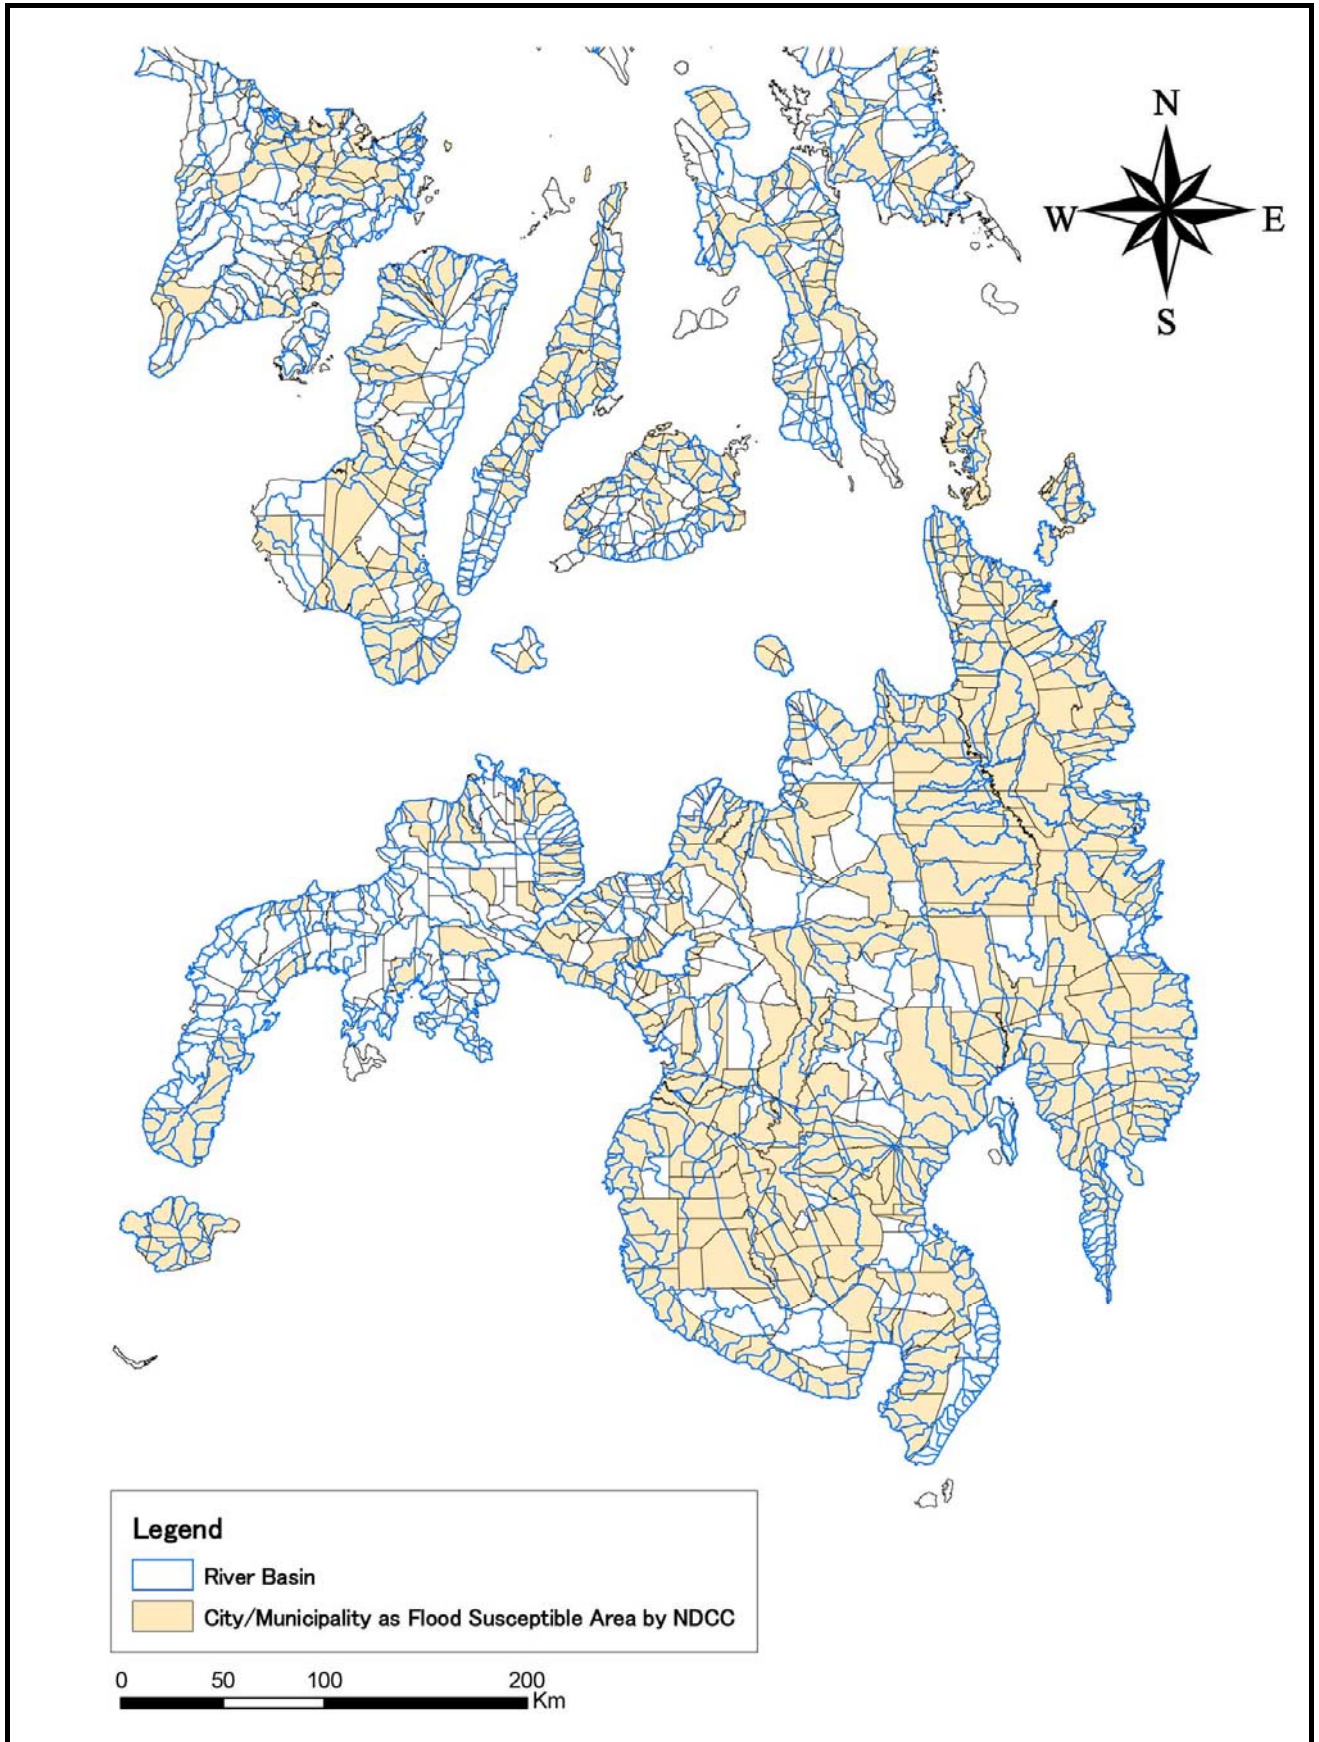 N
W E
S
Legend
River Basin
City/Municipality as Flood Susceptible Area by NDCC
0 50 100 200
Km